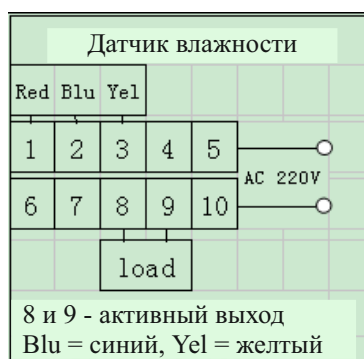 Датчик влажности
Red Blu Yel
1 2 3 4 5
AC 220V
6 7 8 9 10
load
8 и 9 - активный выход
Blu = синий, Yel = желтый